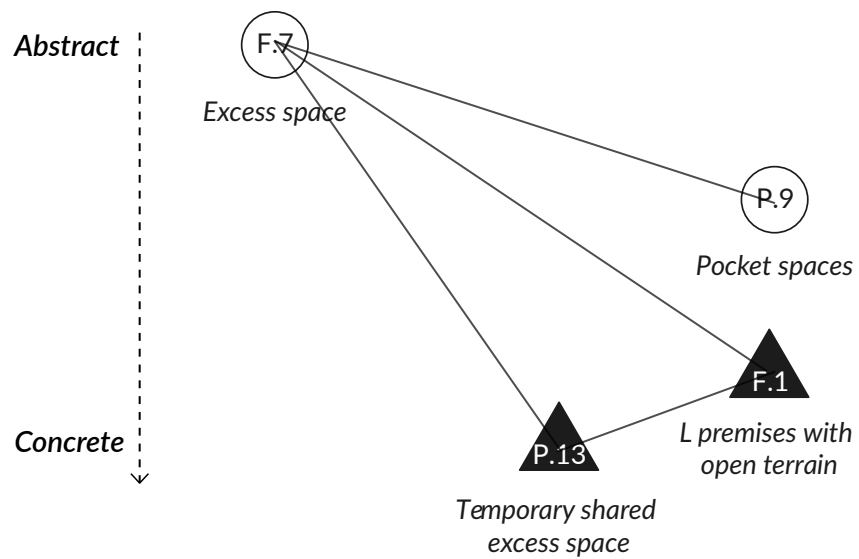 Abstract
F.7
Excess space
P.9
Pocket spaces
F.1
L premises with
open terrain
Concrete
P.13
Temporary shared
excess space